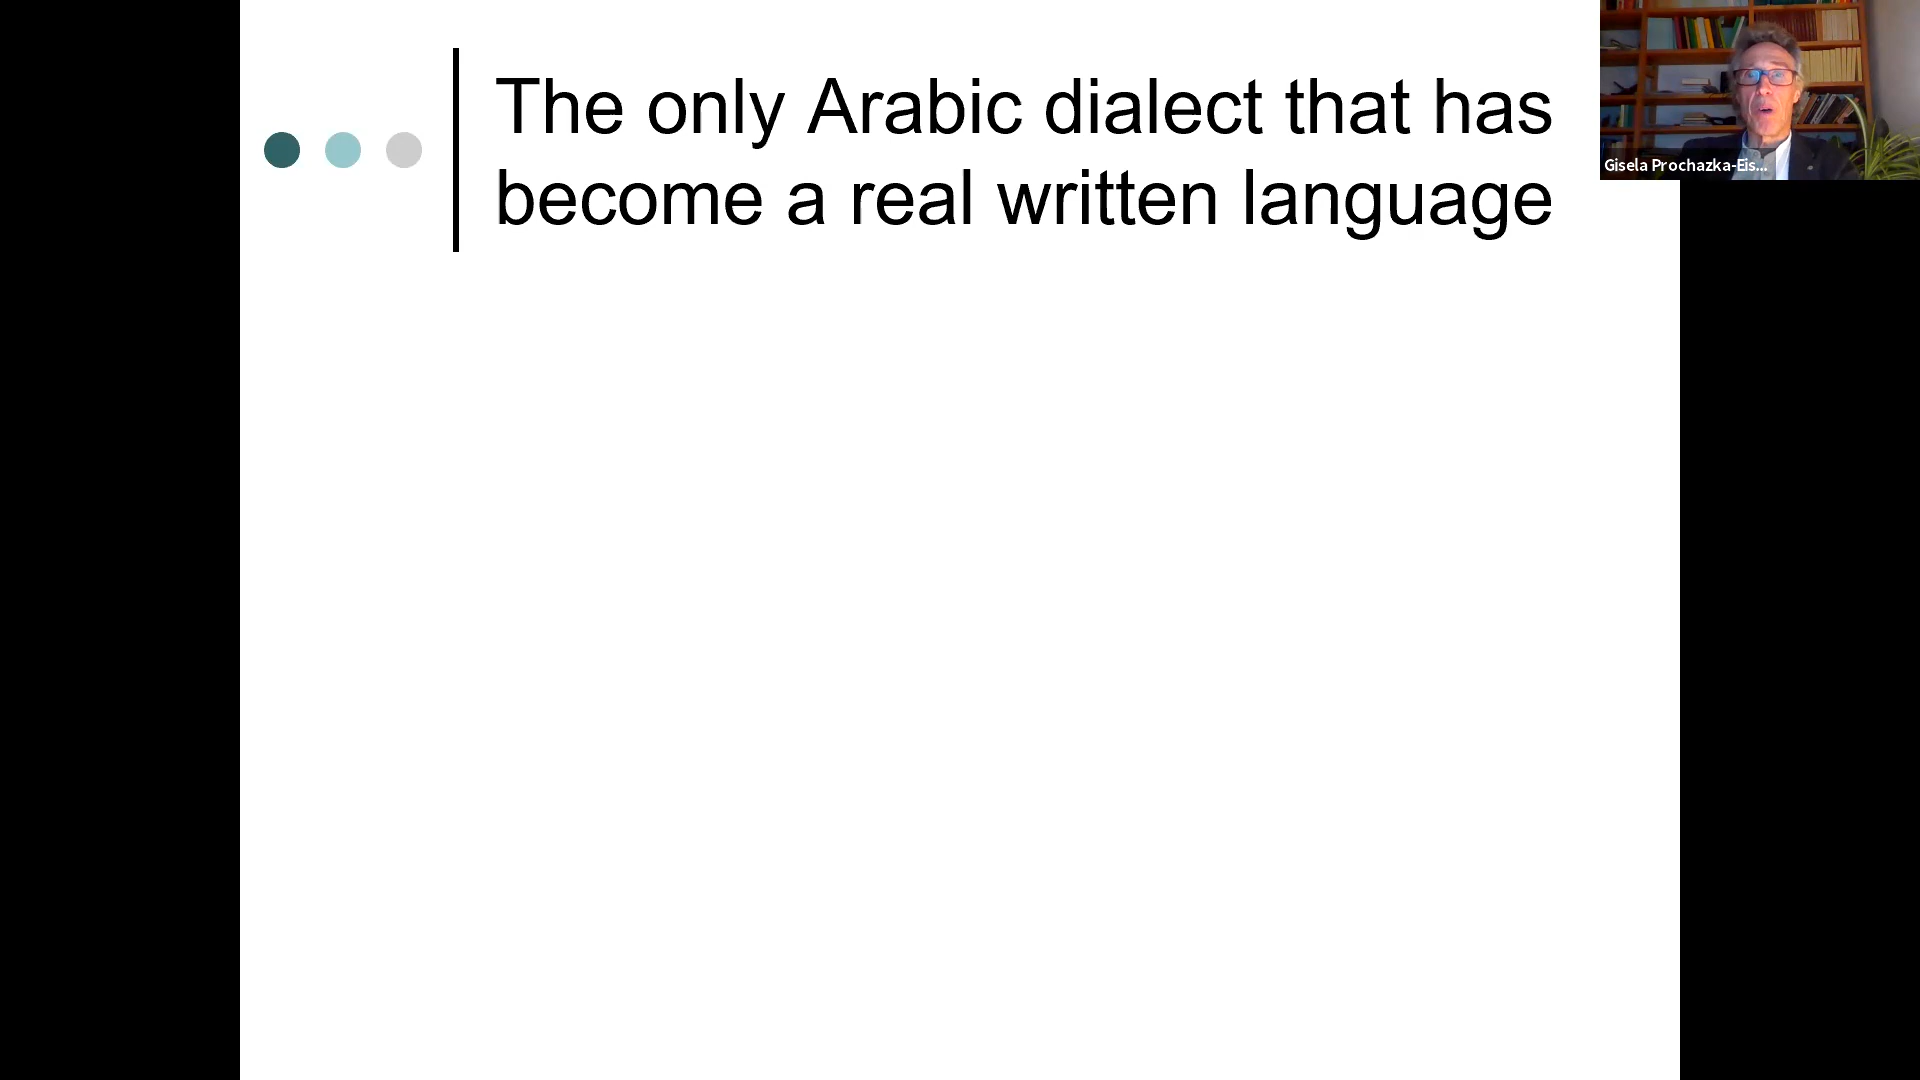 The only Arabic dialect that has
become a real written language
Gisela Prochazka-Eis...